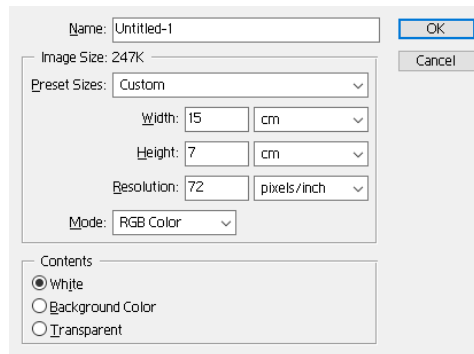 Name: Untitled-1 OK
Image Size: 247K Cancel
Preset Sizes: Custom
Width: 15 cm
Height: 7 cm
Resolution: 72 pixels/inch
Mode: RGB Color
Contents
White
Background Color
Transparent